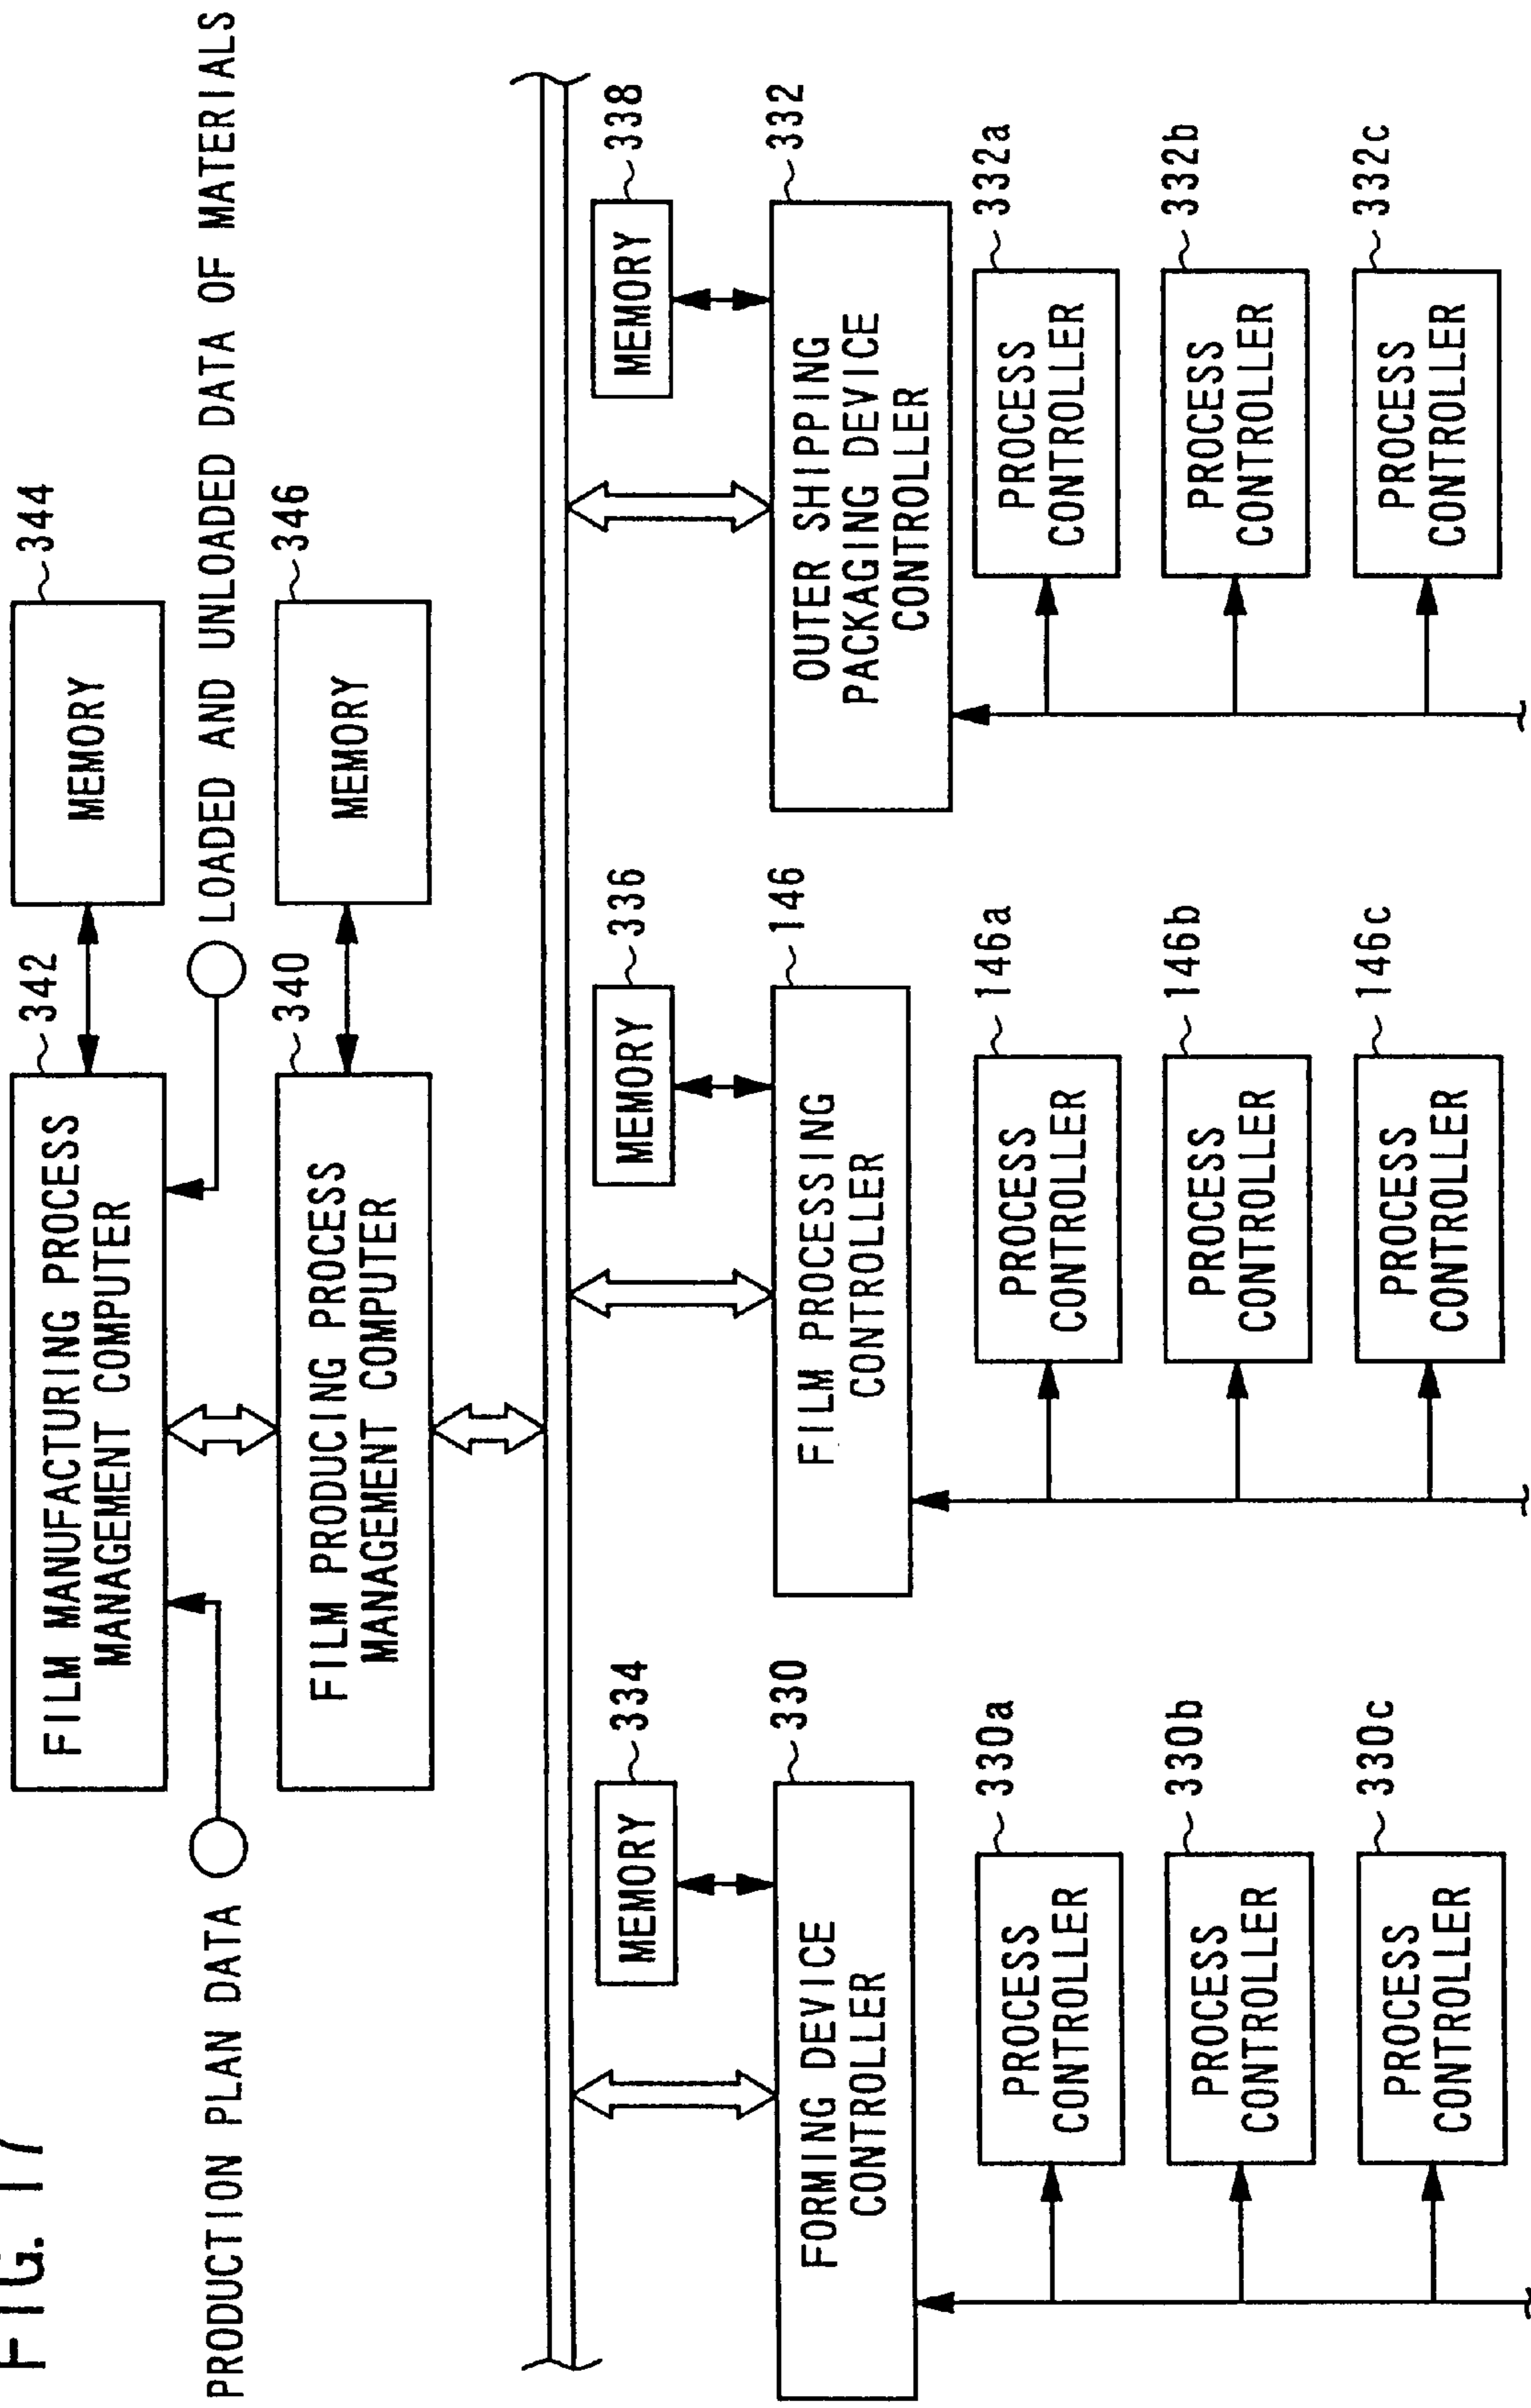 FIG. 17
FILM MANUFACTURING PROCESS
MANAGEMENT COMPUTER
342
MEMORY
344
PRODUCTION PLAN DATA
LOADED AND UNLOADED DATA OF MATERIALS
FILM PRODUCING PROCESS
MANAGEMENT COMPUTER
340
MEMORY
346
MEMORY
334
MEMORY
336
MEMORY
338
FORMING DEVICE
CONTROLLER
330
FILM PROCESSING
CONTROLLER
146
OUTER SHIPPING
PACKAGING DEVICE
CONTROLLER
332
PROCESS
CONTROLLER
330a
PROCESS
CONTROLLER
146a
PROCESS
CONTROLLER
332a
PROCESS
CONTROLLER
330b
PROCESS
CONTROLLER
146b
PROCESS
CONTROLLER
332b
PROCESS
CONTROLLER
330c
PROCESS
CONTROLLER
146c
PROCESS
CONTROLLER
332c